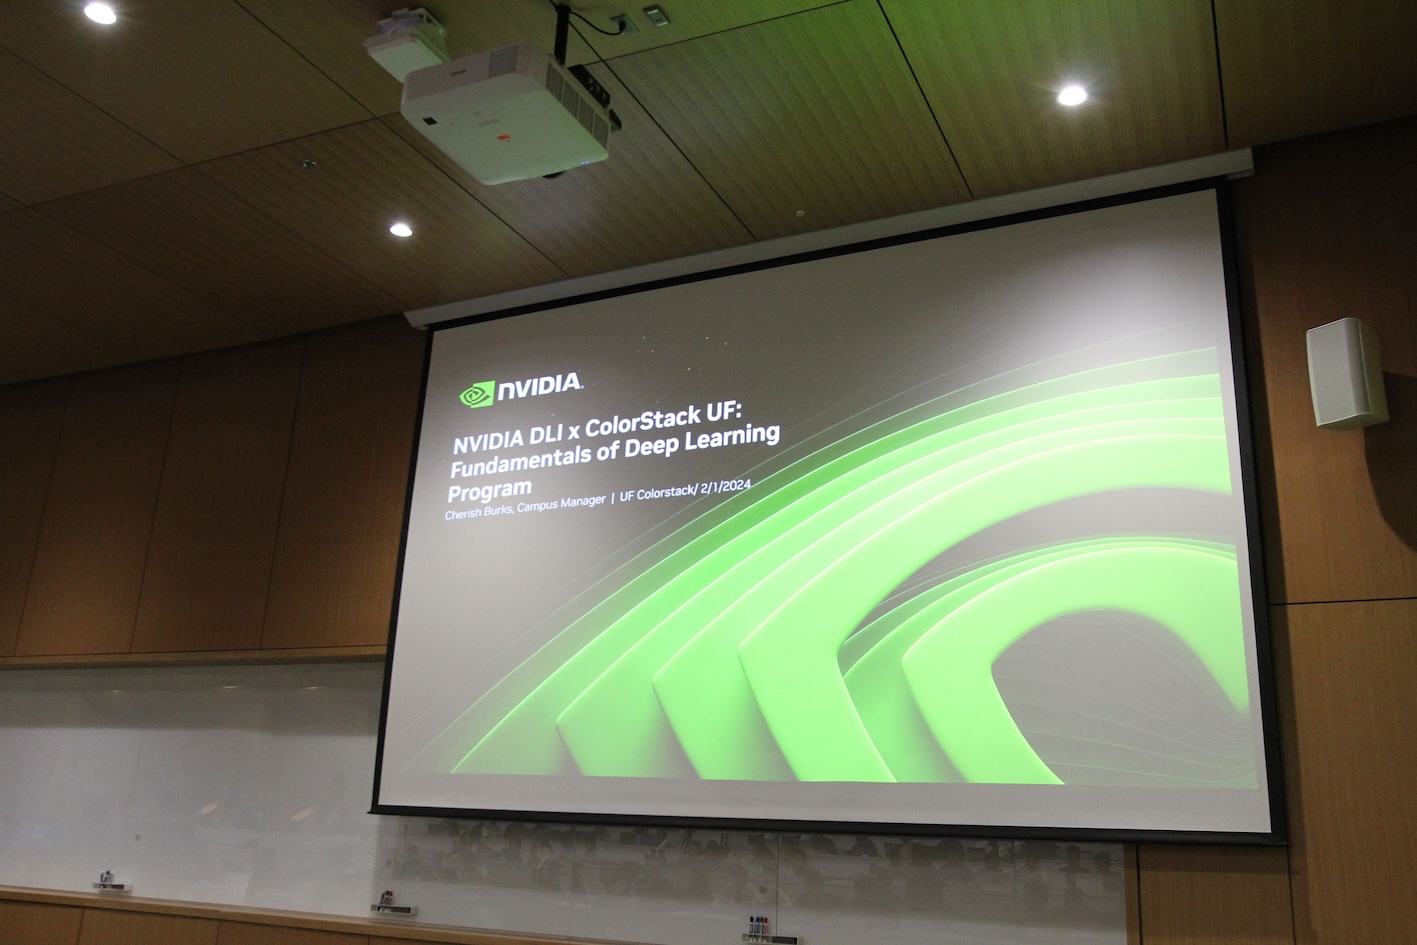 NVIDIA
NVIDIA DLI x ColorStack UF:
Fundamentals of Deep Learning
Program
Cherish Burks, Campus Manager | UF Colorstack/ 2/1/2024